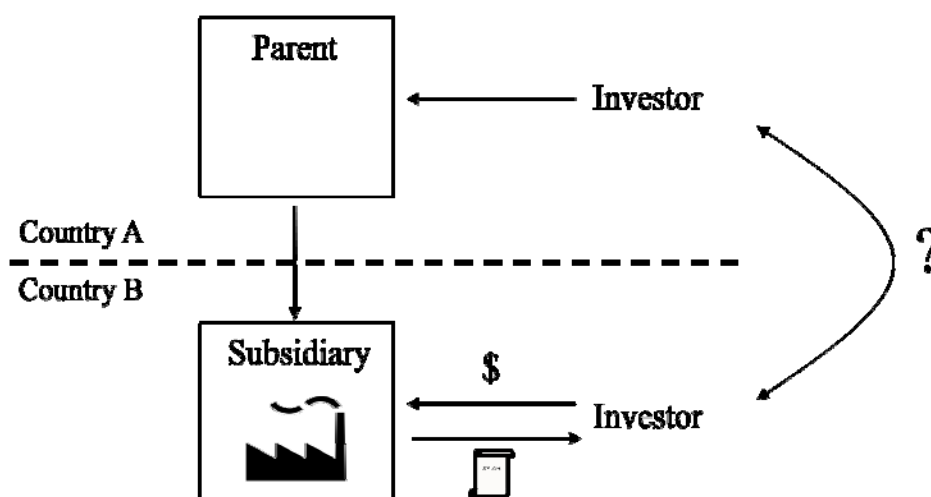 Parent
Investor
Country A
?
Country B
Subsidiary
$
Investor